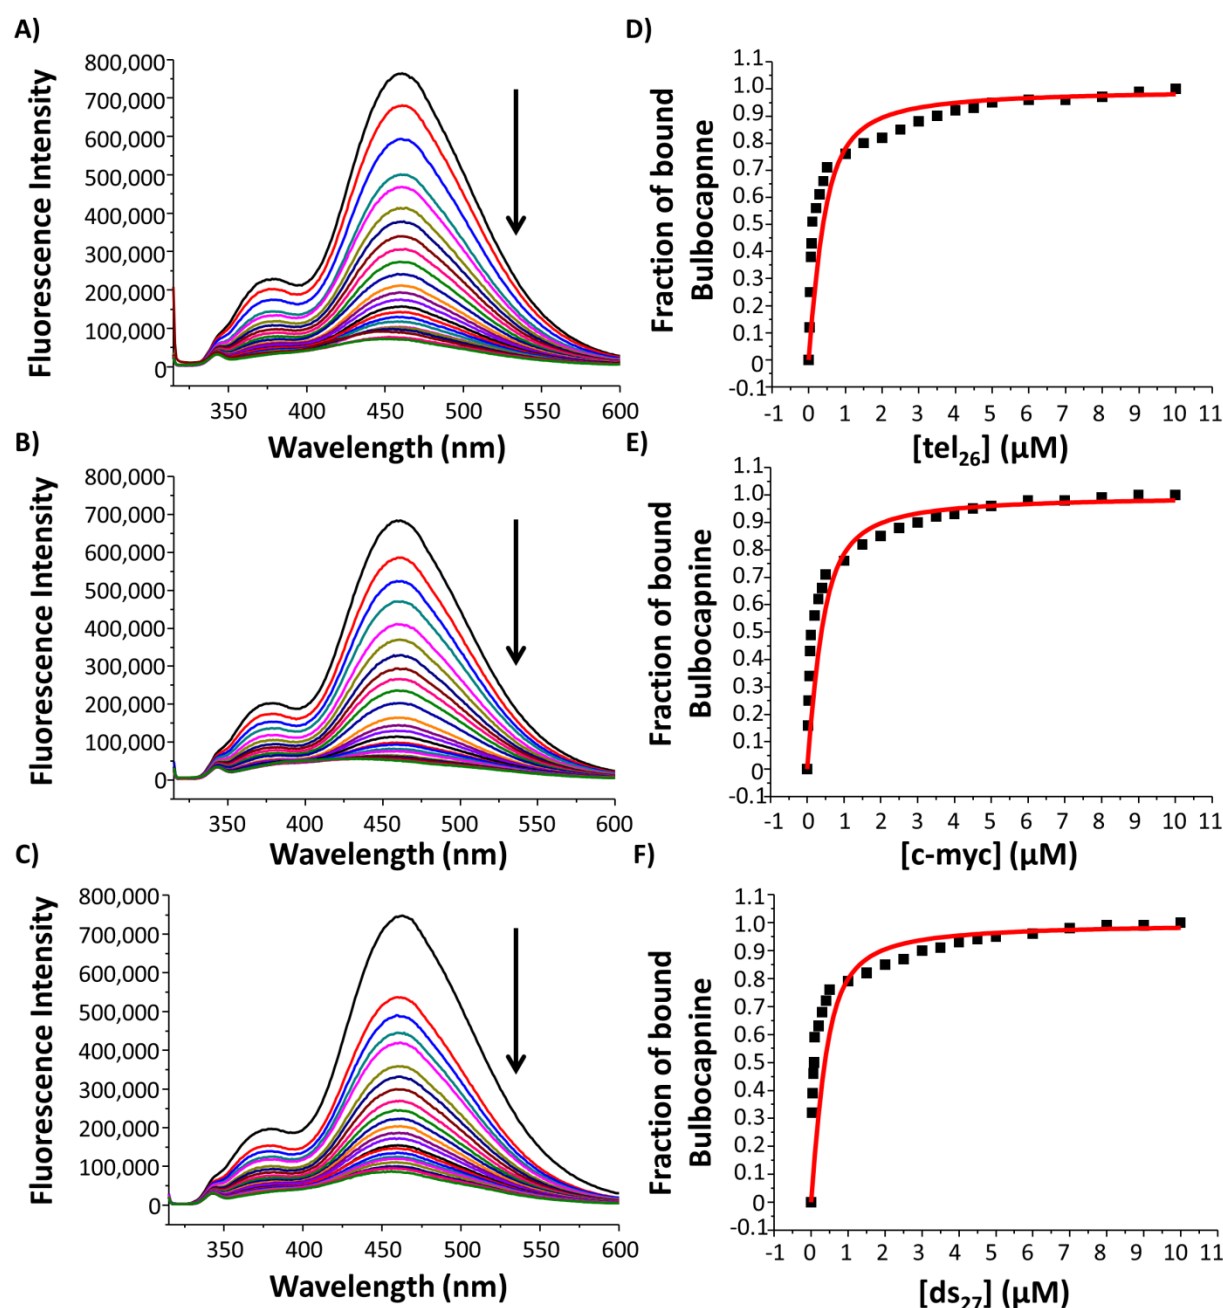 A)
Fluorescence Intensity
800,000
700,000
600,000
500,000
400,000
300,000
200,000
100,000
0
350 400 450 500 550 600
Wavelength (nm)
D)
Fraction of bound
Bulbocapnne
1.1
1.0
0.9
0.8
0.7
0.6
0.5
0.4
0.3
0.2
0.1
0
-0.1
-1 0 1 2 3 4 5 6 7 8 9 10 11
[tel26] (μM)
B)
Fluorescence Intensity
800,000
700,000
600,000
500,000
400,000
300,000
200,000
100,000
0
350 400 450 500 550 600
Wavelength (nm)
E)
Fraction of bound
Bulbocapnine
1.1
1.0
0.9
0.8
0.7
0.6
0.5
0.4
0.3
0.2
0.1
0
-0.1
-1 0 1 2 3 4 5 6 7 8 9 10 11
[c-myc] (μM)
C)
Fluorescence Intensity
800,000
700,000
600,000
500,000
400,000
300,000
200,000
100,000
0
350 400 450 500 550 600
Wavelength (nm)
F)
Fraction of bound
Bulbocapnine
1.1
1.0
0.9
0.8
0.7
0.6
0.5
0.4
0.3
0.2
0.1
0
-0.1
-1 0 1 2 3 4 5 6 7 8 9 10 11
[ds27] (μM)